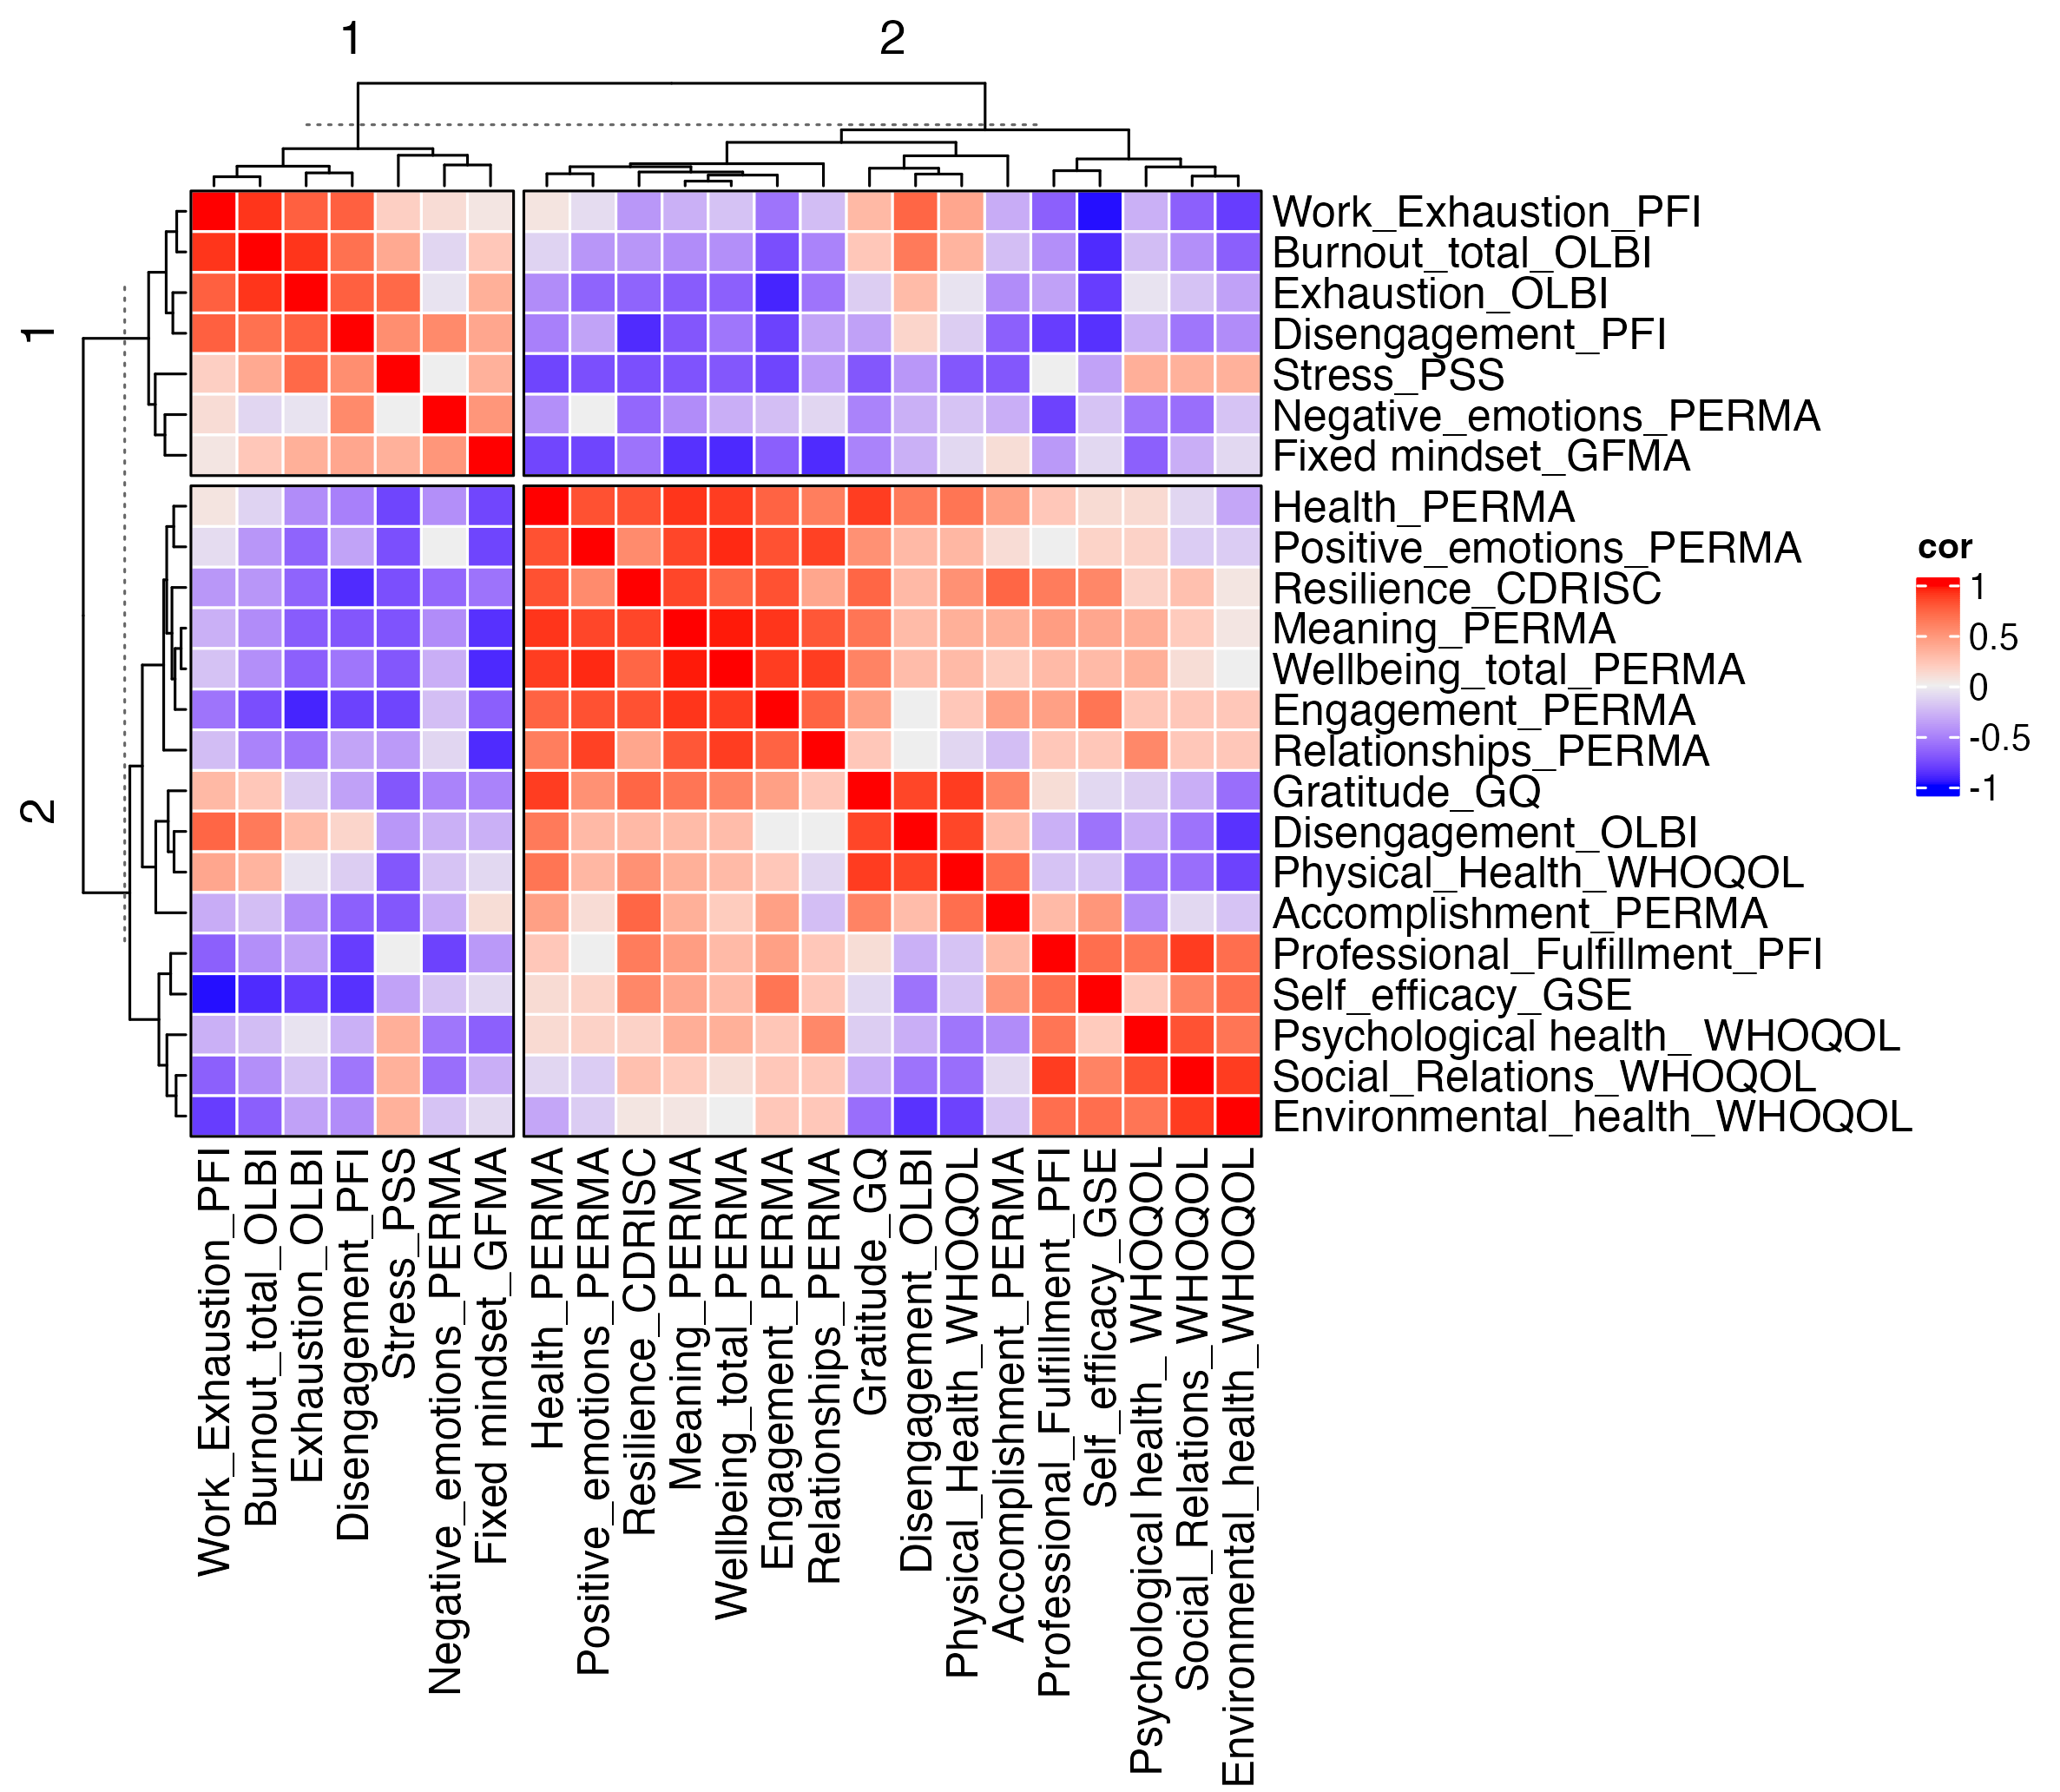 1
2
1
2
Work_Exhaustion_PFI
Burnout_total_OLBI
Exhaustion_OLBI
Disengagement_PFI
Stress_PSS
Negative_emotions_PERMA
Fixed mindset_GFMA
Health_PERMA
Positive_emotions_PERMA
Resilience_CDRISC
Meaning_PERMA
Wellbeing_total_PERMA
Engagement_PERMA
Relationships_PERMA
Gratitude_GQ
Disengagement_OLBI
Physical_Health_WHOQOL
Accomplishment_PERMA
Professional_Fulfillment_PFI
Self_efficacy_GSE
Psychological health_ WHOQOL
Social_Relations_WHOQOL
Environmental_health_WHOQOL
cor
1
0.5
0
-0.5
-1
Work_Exhaustion_PFI
Burnout_total_OLBI
Exhaustion_OLBI
Disengagement_PFI
Stress_PSS
Negative_emotions_PERMA
Fixed mindset_GFMA
Health_PERMA
Positive_emotions_PERMA
Resilience_CDRISC
Meaning_PERMA
Wellbeing_total_PERMA
Engagement_PERMA
Relationships_PERMA
Gratitude_GQ
Disengagement_OLBI
Physical_Health_WHOQOL
Accomplishment_PERMA
Professional_Fulfillment_PFI
Self_efficacy_GSE
Psychological health_ WHOQOL
Social_Relations_WHOQOL
Environmental_health_WHOQOL